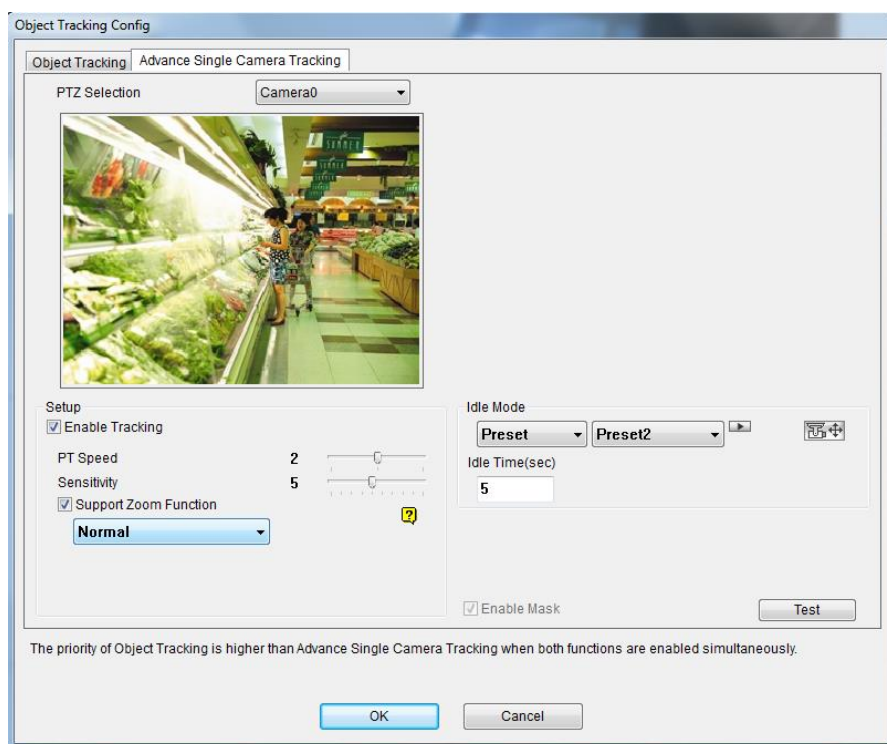 Object Tracking Config
Object Tracking
Advance Single Camera Tracking
PTZ Selection
Camera0
SUMMER
SUMMER
Setup
Enable Tracking
PT Speed
2
Sensitivity
5
Support Zoom Function
Normal
Idle Mode
Preset
Preset2
Idle Time(sec)
5
Enable Mask
Test
The priority of Object Tracking is higher than Advance Single Camera Tracking when both functions are enabled simultaneously.
OK
Cancel